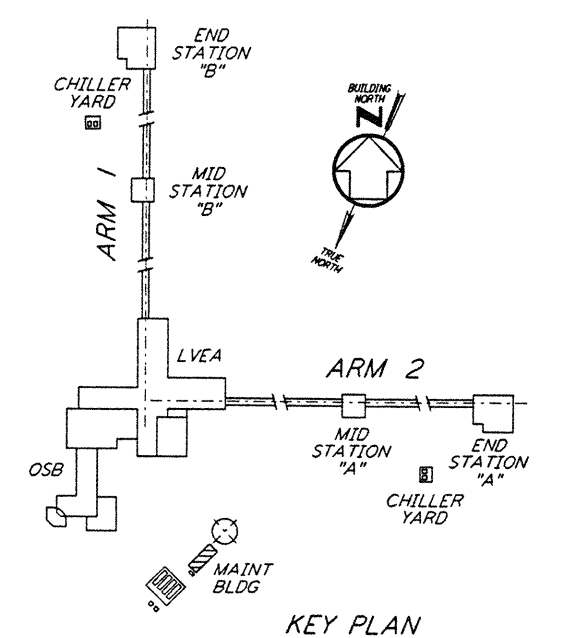 END
STATION
"B"
CHILLER
YARD
BUILDING
NORTH
N
MID
STATION
"B"
ARM 1
TRUE
NORTH
LVEA
ARM 2
MID
STATION
"A"
END
STATION
"A"
OSB
CHILLER
YARD
MAINT
BLDG
KEY PLAN